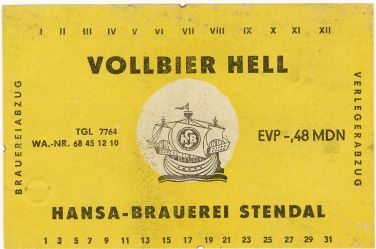 I II III IV V VI VII VIII IX X XI XII
VOLLBIER HELL
BRAUEREIABZUG
TGL 7764
WA.-NR. 68 45 12 10
HSB
EVP -,48 MDN
VERLEGERABZUG
HANSA-BRAUEREI STENDAL
1 3 5 7 9 11 13 15 17 19 21 23 25 27 29 31